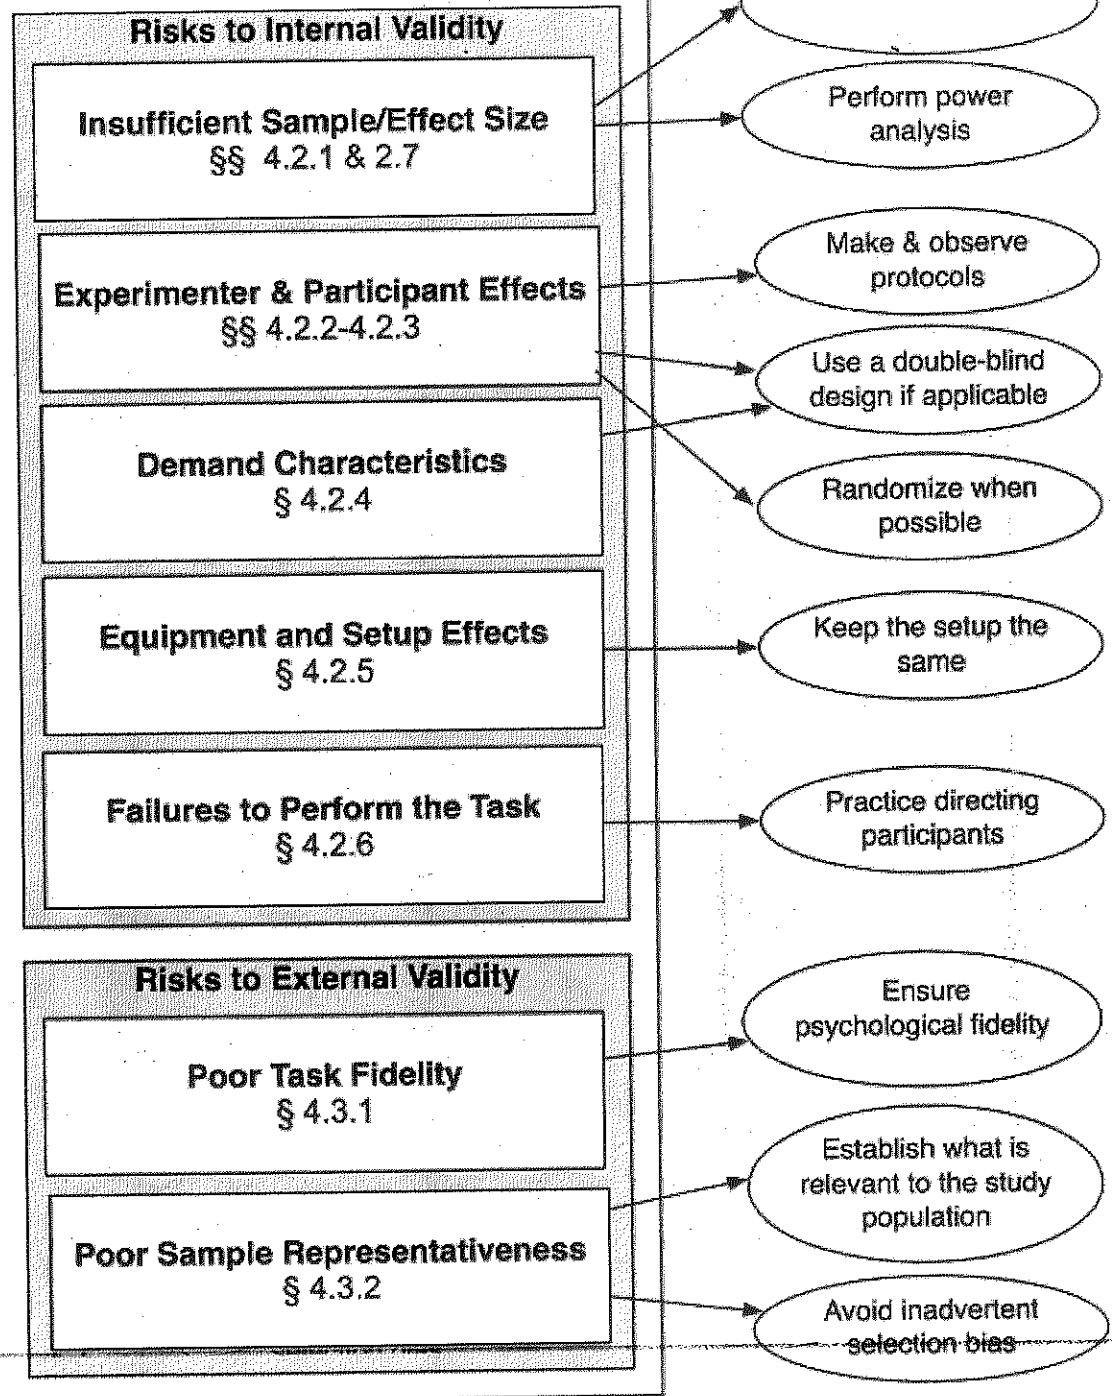 Risks to Internal Validity
Insufficient Sample/Effect Size
§§ 4.2.1 & 2.7
Perform power
analysis
Experimenter & Participant Effects
§§ 4.2.2-4.2.3
Make & observe
protocols
Use a double-blind
design if applicable
Demand Characteristics
§ 4.2.4
Randomize when
possible
Equipment and Setup Effects
§ 4.2.5
Keep the setup the
same
Failures to Perform the Task
§ 4.2.6
Practice directing
participants
Risks to External Validity
Poor Task Fidelity
§ 4.3.1
Ensure
psychological fidelity
Poor Sample Representativeness
§ 4.3.2
Establish what is
relevant to the study
population
Avoid inadvertent
selection bias